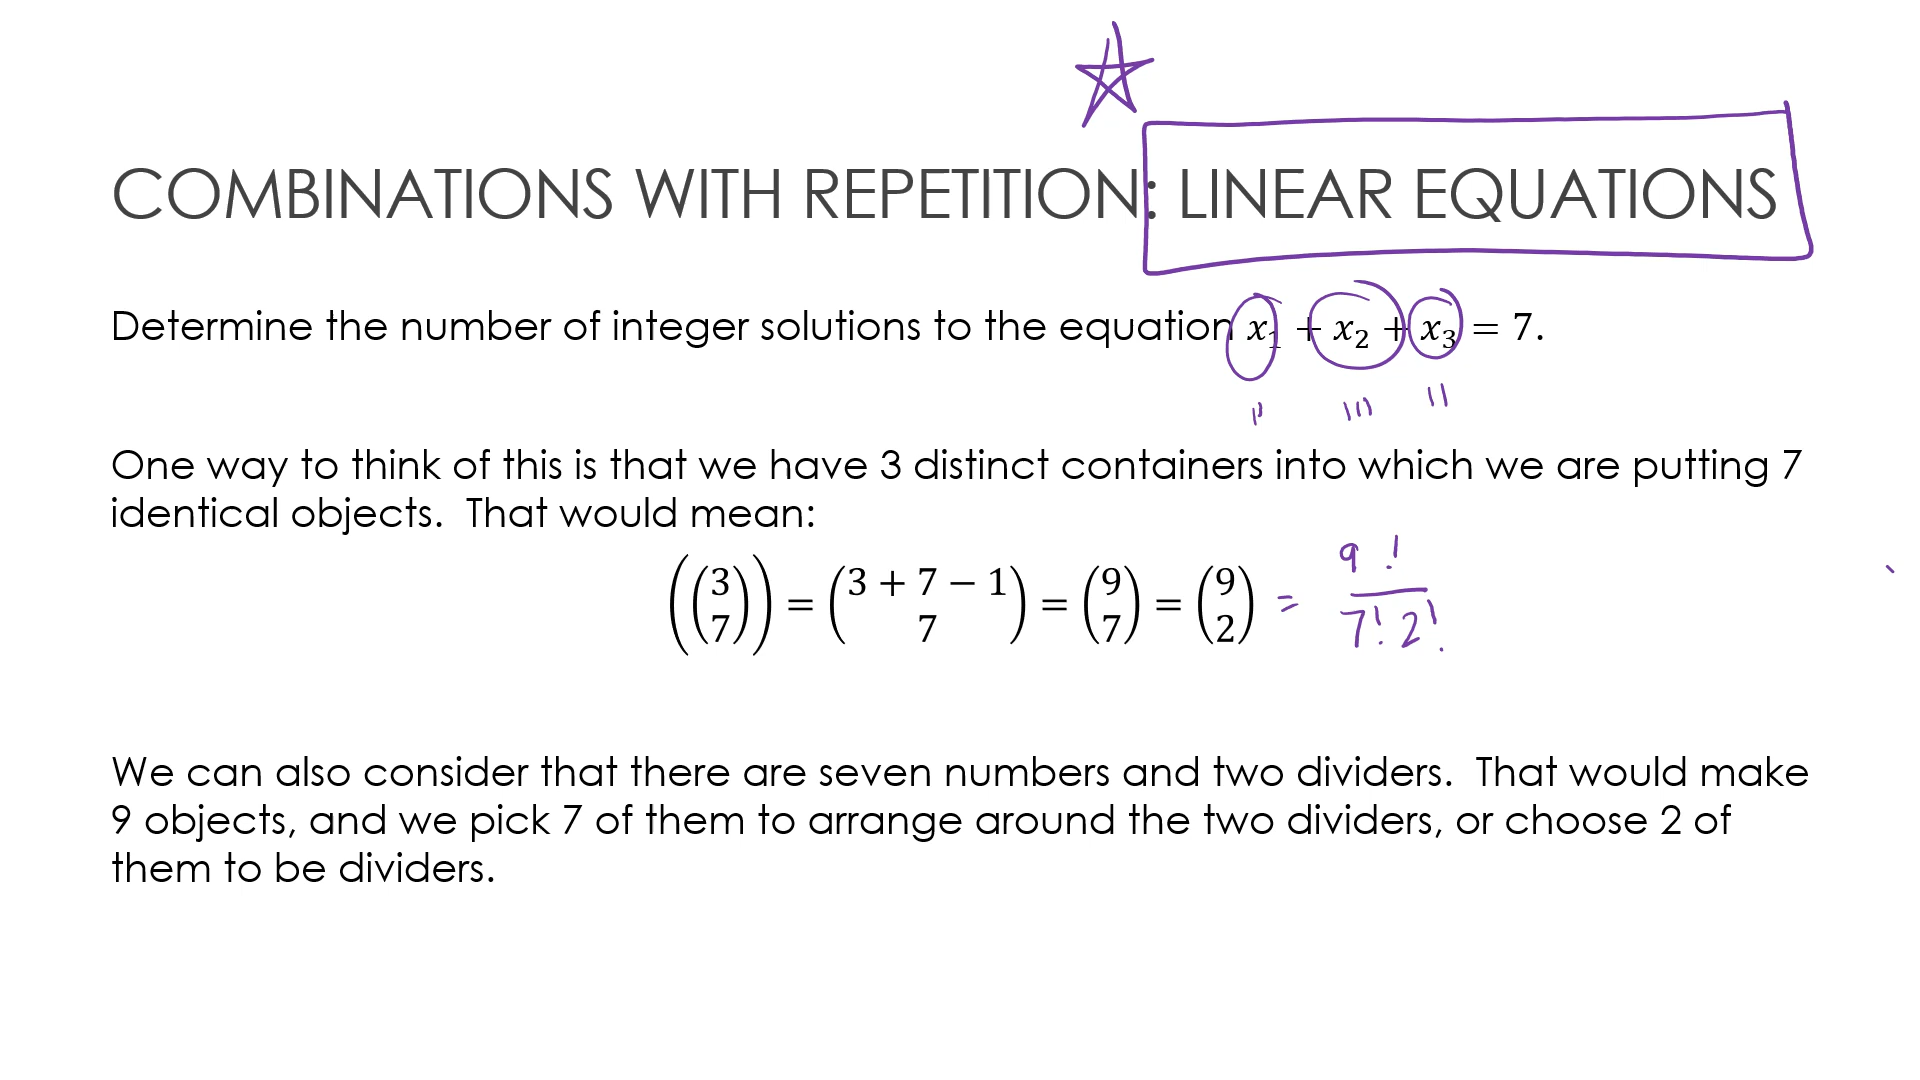 COMBINATIONS WITH REPETITION: LINEAR EQUATIONS
Determine the number of integer solutions to the equation x₁ + x₂ + x₃ = 7.
One way to think of this is that we have 3 distinct containers into which we are putting 7
identical objects. That would mean:
((3 7)) = (3 + 7 − 1 7) = (9 7) = (9 2) = 9! / 7! 2!
We can also consider that there are seven numbers and two dividers. That would make
9 objects, and we pick 7 of them to arrange around the two dividers, or choose 2 of
them to be dividers.